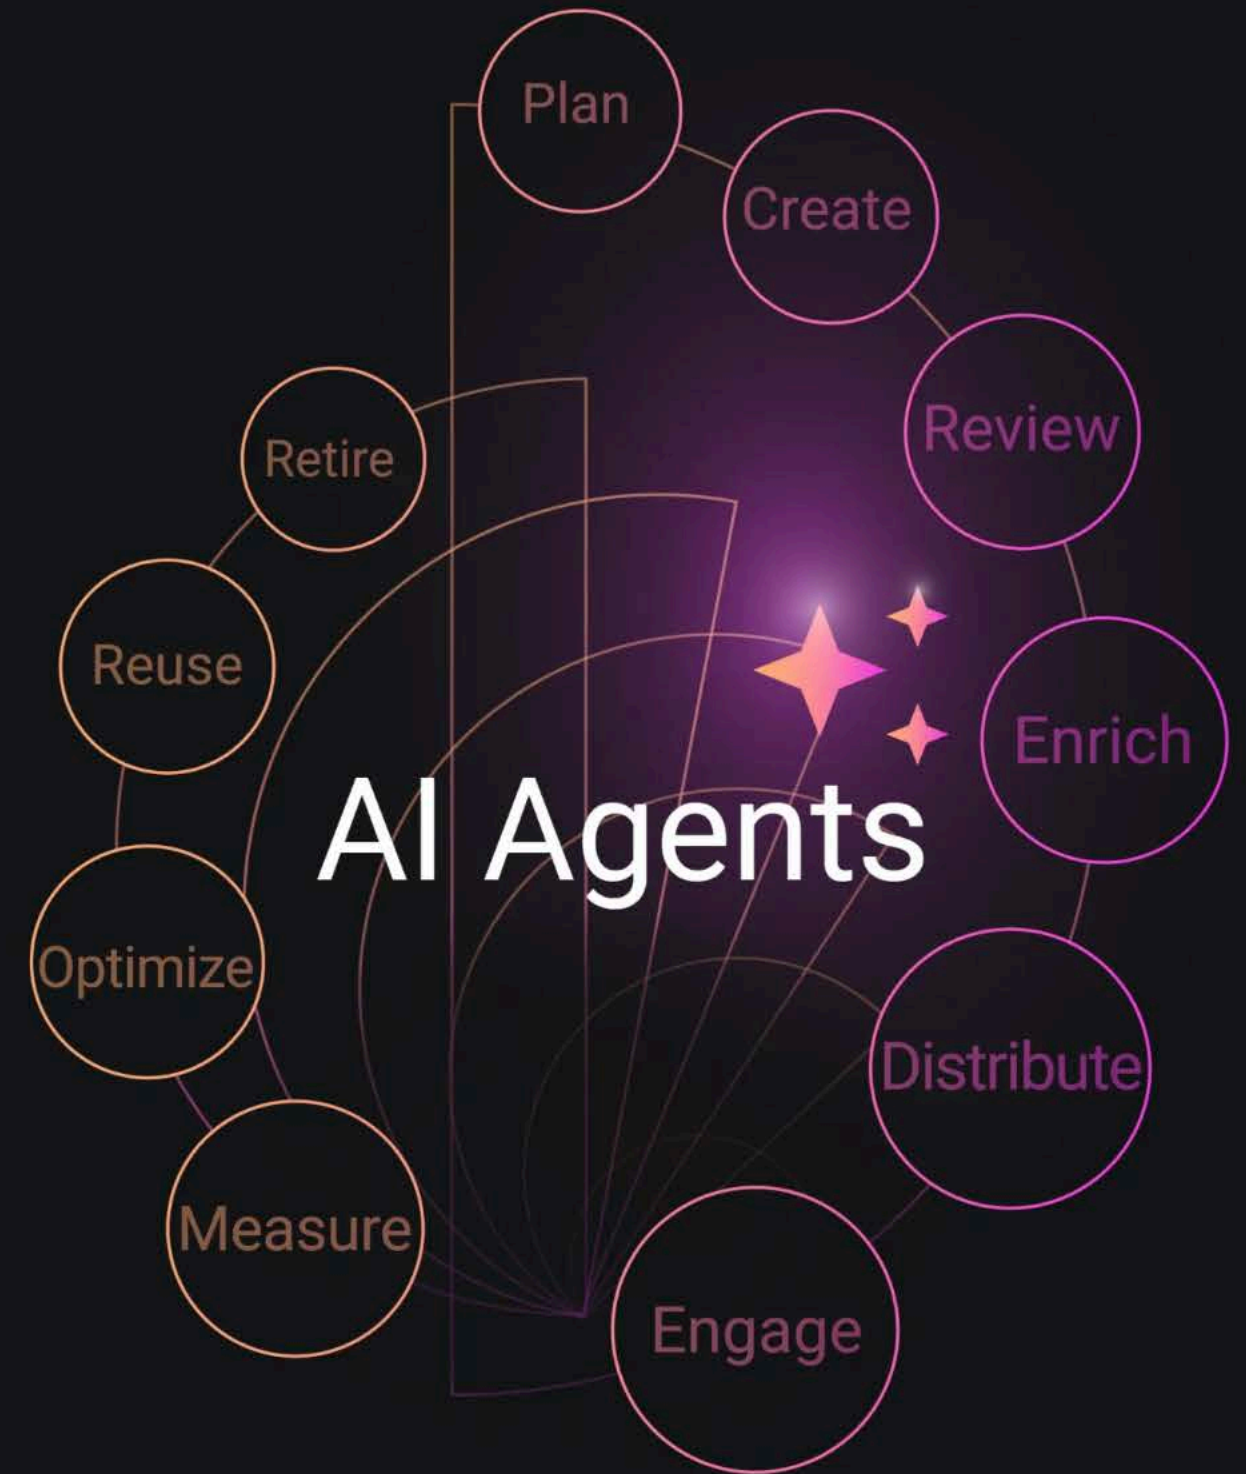 Plan
Create
Review
Enrich
Distribute
Engage
Measure
Optimize
Reuse
Retire
AI Agents